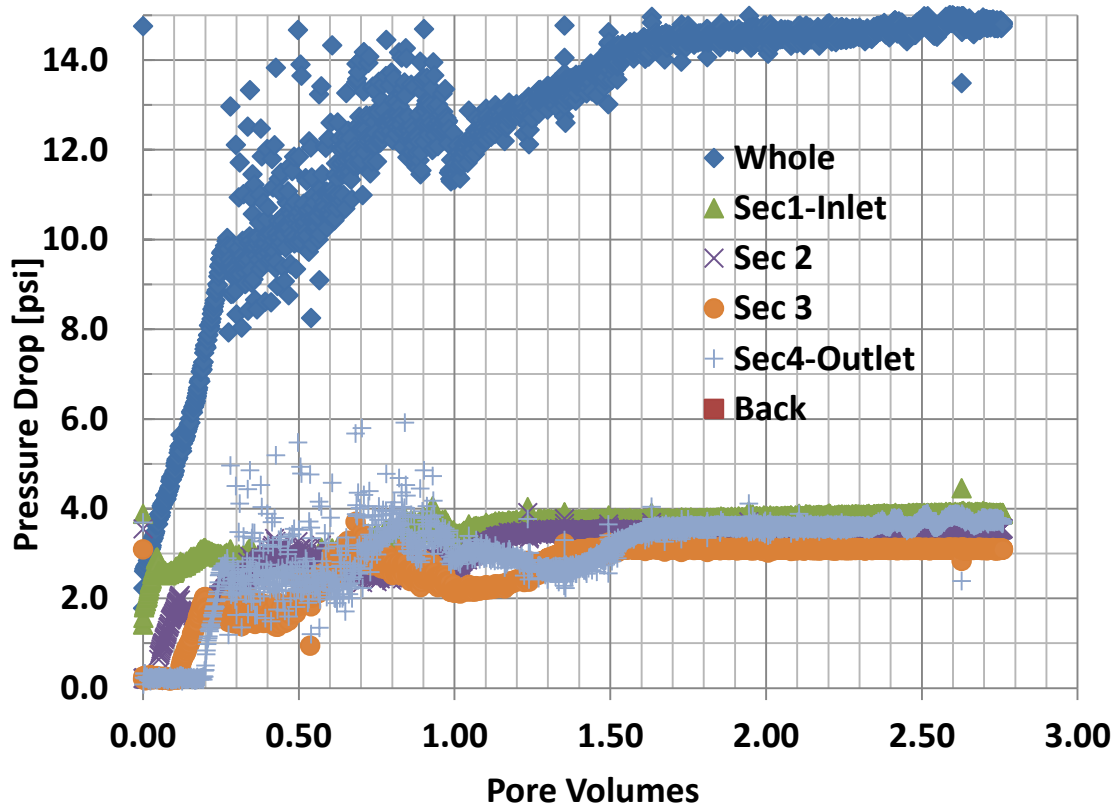 14.0
12.0
10.0
8.0
6.0
4.0
2.0
0.0
Pressure Drop [psi]
Whole
Sec1-Inlet
Sec 2
Sec 3
Sec4-Outlet
Back
0.00 0.50 1.00 1.50 2.00 2.50 3.00
Pore Volumes